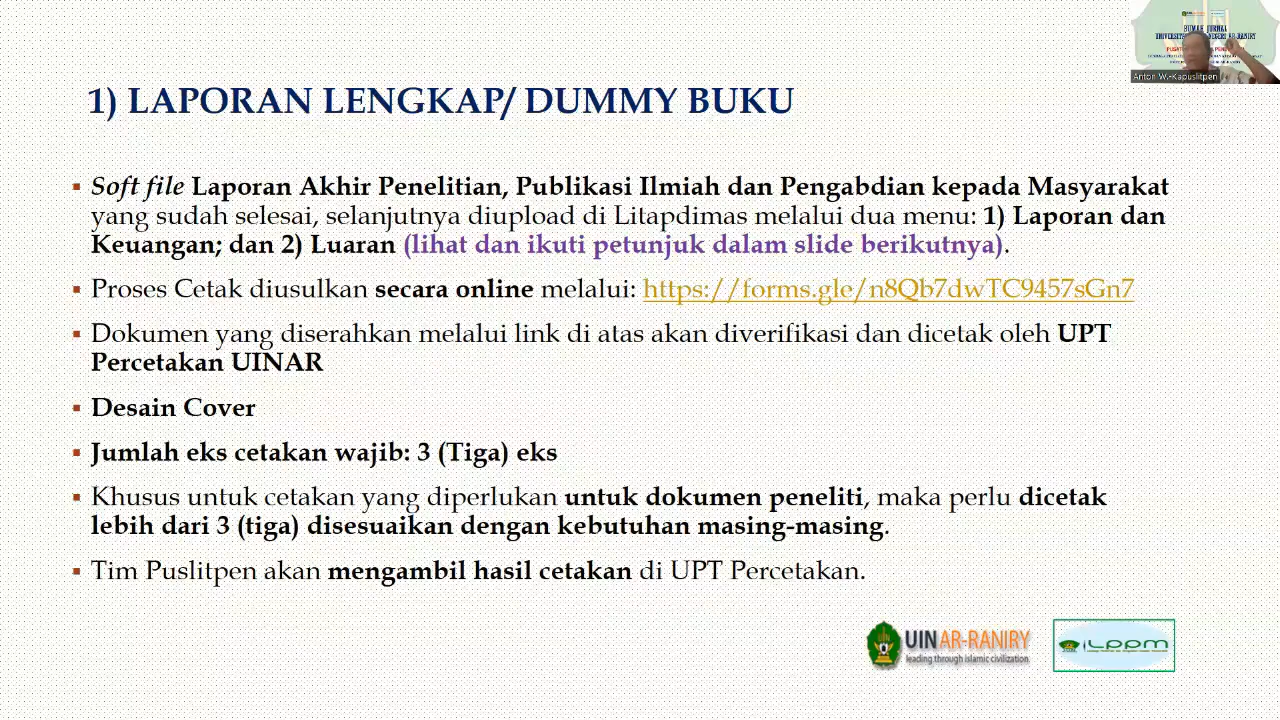 RUMAH JURNAL
Anton W.-Kapuslitpen
1) LAPORAN LENGKAP/ DUMMY BUKU
Soft file Laporan Akhir Penelitian, Publikasi Ilmiah dan Pengabdian kepada Masyarakat
yang sudah selesai, selanjutnya diupload di Litapdimas melalui dua menu: 1) Laporan dan
Keuangan; dan 2) Luaran (lihat dan ikuti petunjuk dalam slide berikutnya).
Proses Cetak diusulkan secara online melalui: https://forms.gle/n8Qb7dwTC9457sGn7
Dokumen yang diserahkan melalui link di atas akan diverifikasi dan dicetak oleh UPT
Percetakan UINAR
Desain Cover
Jumlah eks cetakan wajib: 3 (Tiga) eks
Khusus untuk cetakan yang diperlukan untuk dokumen peneliti, maka perlu dicetak
lebih dari 3 (tiga) disesuaikan dengan kebutuhan masing-masing.
Tim Puslitpen akan mengambil hasil cetakan di UPT Percetakan.
UIN AR-RANIRY
leading through islamic civilization
LPPM